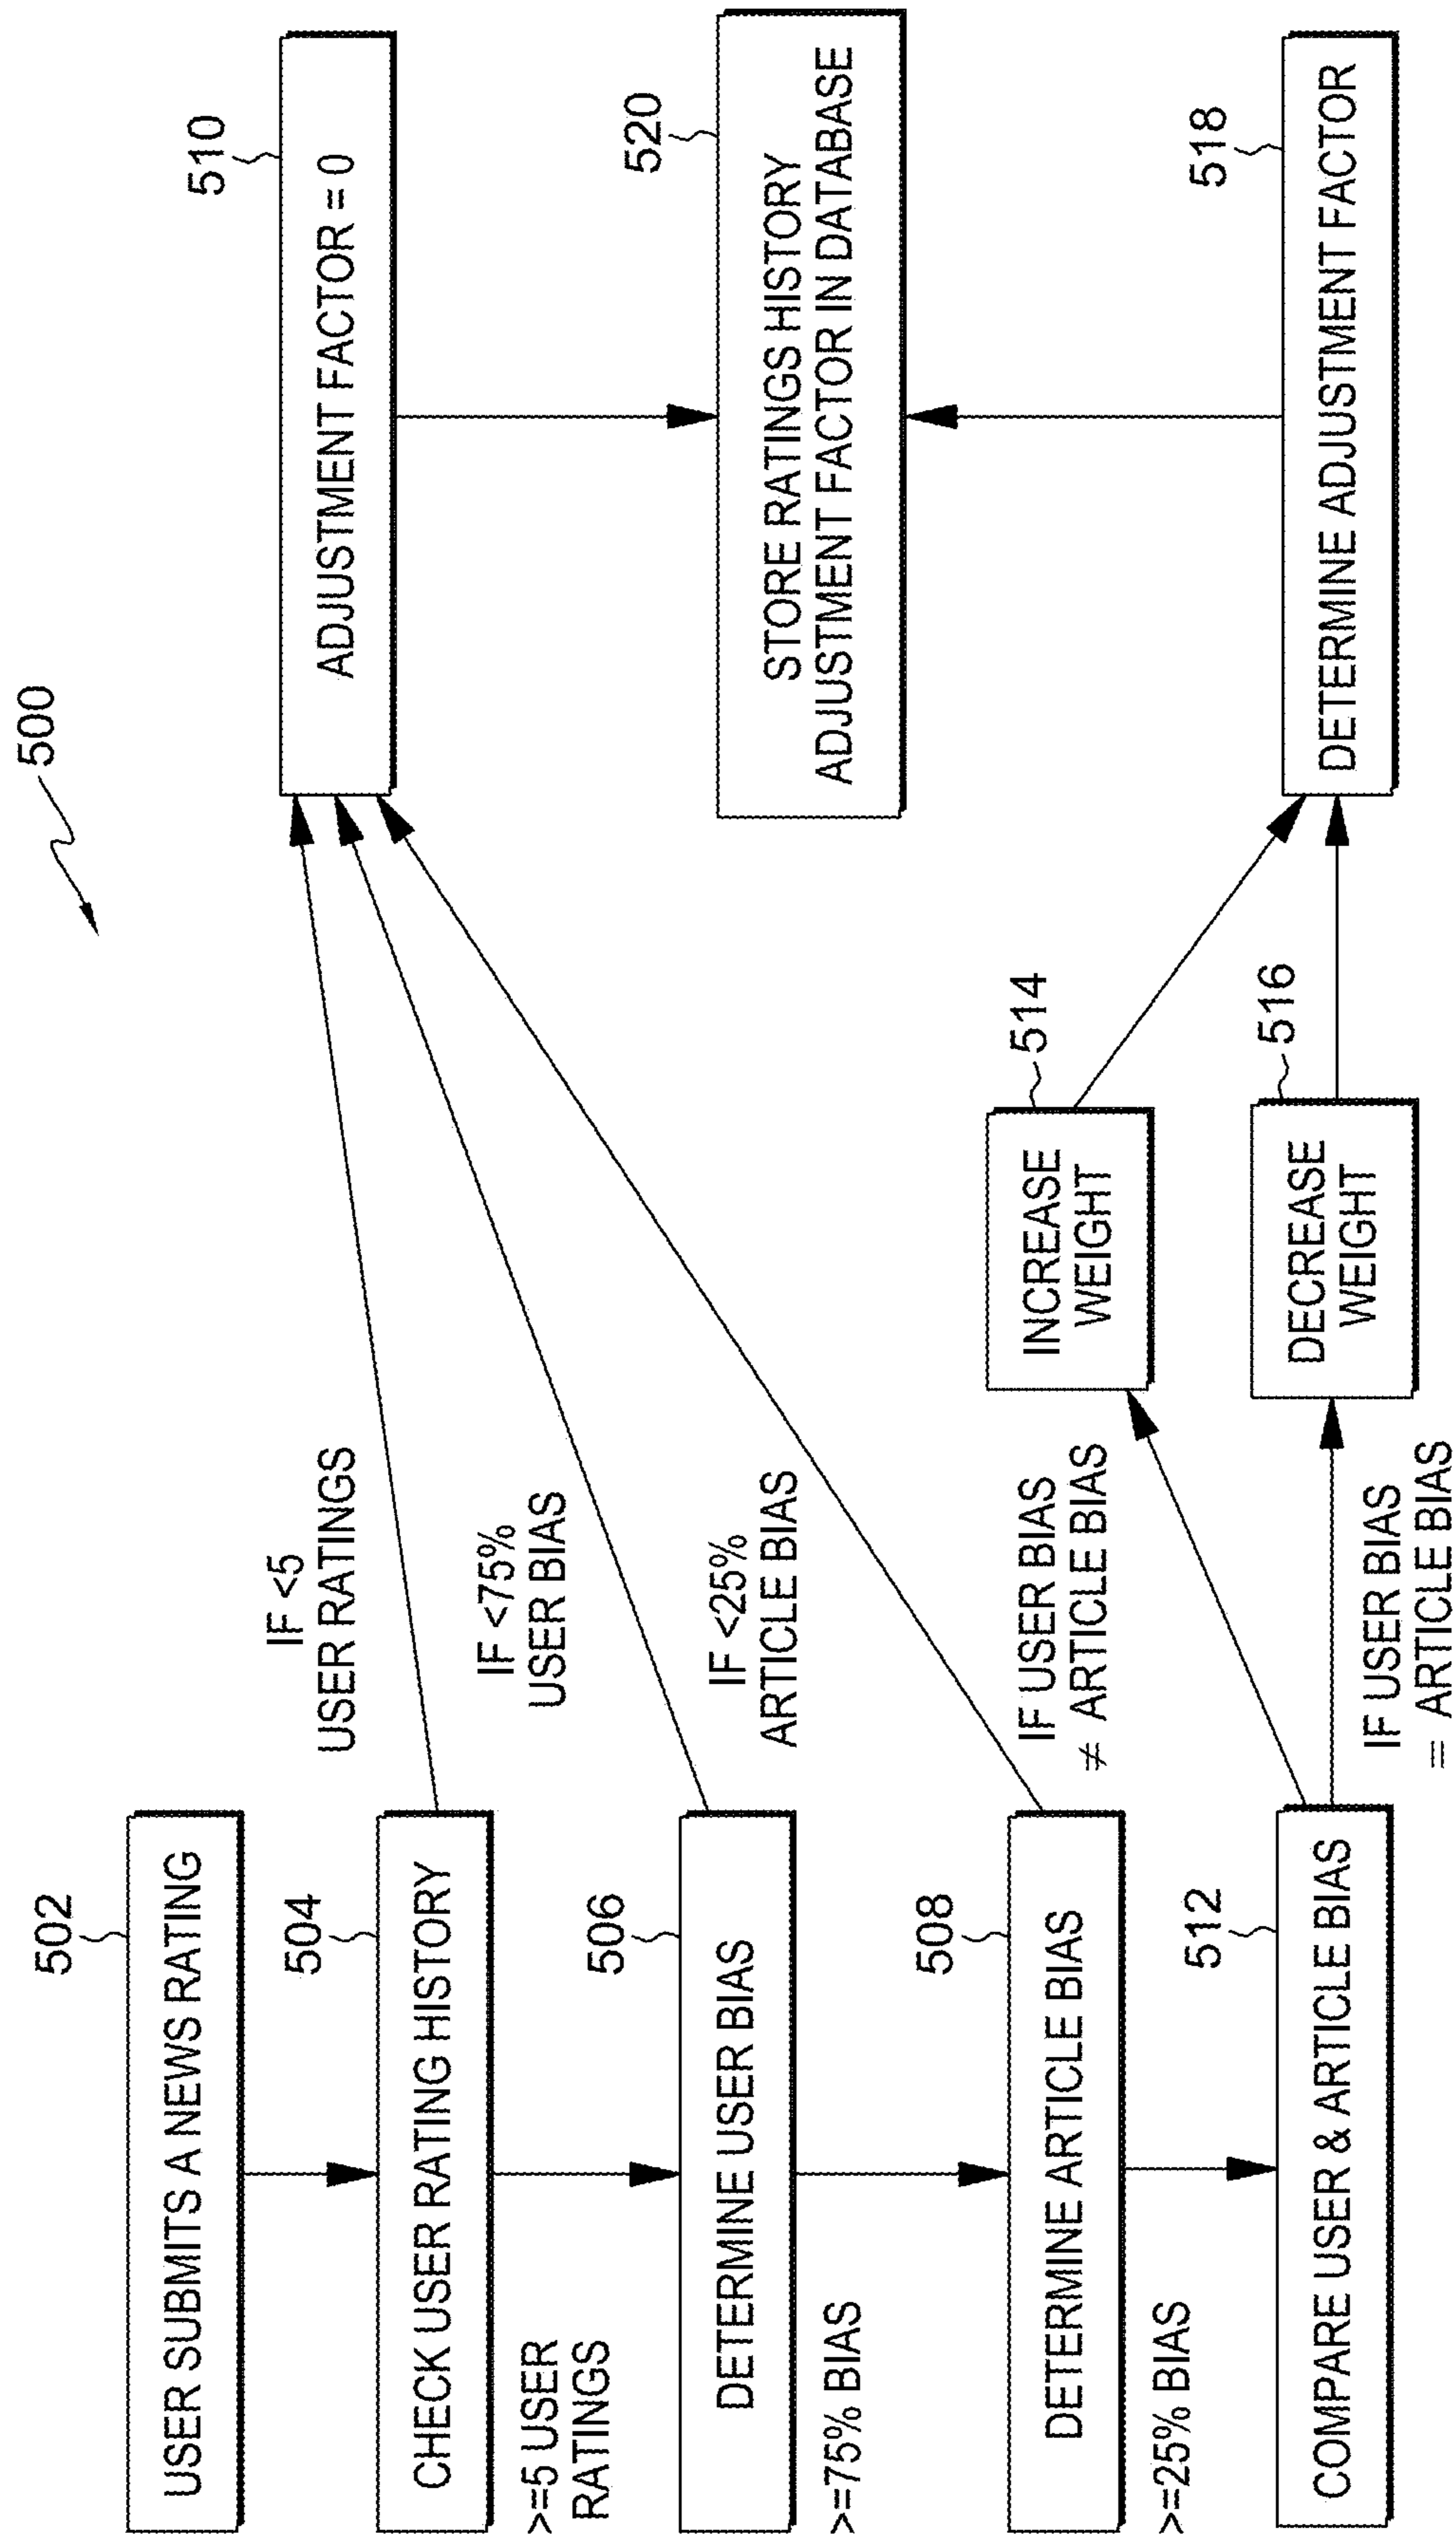 500
502
USER SUBMITS A NEWS RATING
504
CHECK USER RATING HISTORY
>=5 USER
RATINGS
IF <5
USER RATINGS
506
DETERMINE USER BIAS
>=75% BIAS
IF <75%
USER BIAS
508
DETERMINE ARTICLE BIAS
>=25% BIAS
IF <25%
ARTICLE BIAS
510
ADJUSTMENT FACTOR = 0
512
COMPARE USER & ARTICLE BIAS
IF USER BIAS
≠ ARTICLE BIAS
514
INCREASE
WEIGHT
IF USER BIAS
= ARTICLE BIAS
516
DECREASE
WEIGHT
518
DETERMINE ADJUSTMENT FACTOR
520
STORE RATINGS HISTORY
ADJUSTMENT FACTOR IN DATABASE